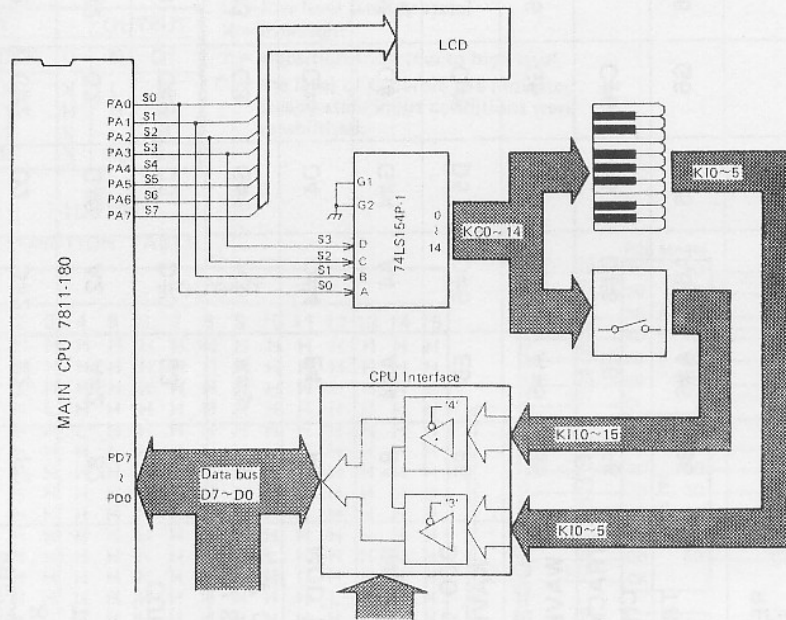 LCD
PA0 S0
PA1 S1
PA2 S2
PA3 S3
PA4 S4
PA5 S5
PA6 S6
PA7 S7
MAIN CPU 7811-180
G1
G2
74LS154P-1
0
~
14
S3 D
S2 C
S1 B
S0 A
KC0~14
KI0~5
CPU Interface
'4'
KI10~15
PD7
~
PD0
Data bus
D7~D0
'3'
KI0~5